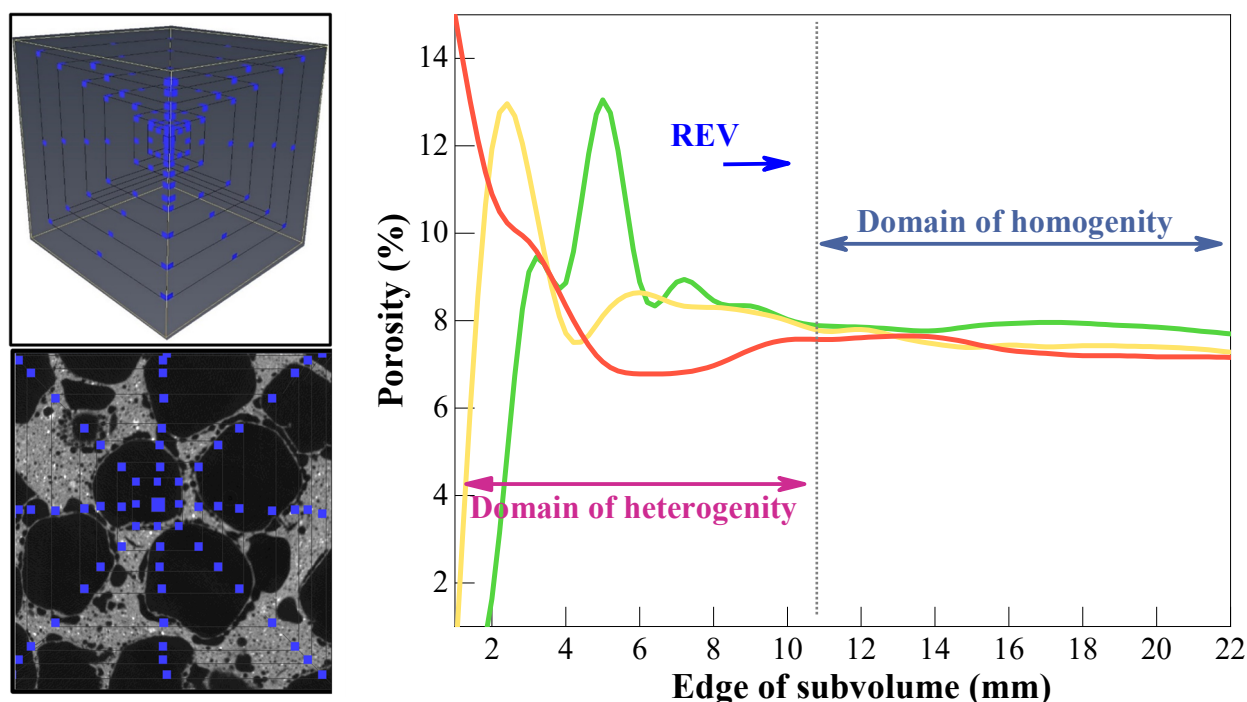 14
12
10
8
6
4
2
Porosity (%)
REV
Domain of homogenity
Domain of heterogenity
2 4 6 8 10 12 14 16 18 20 22
Edge of subvolume (mm)